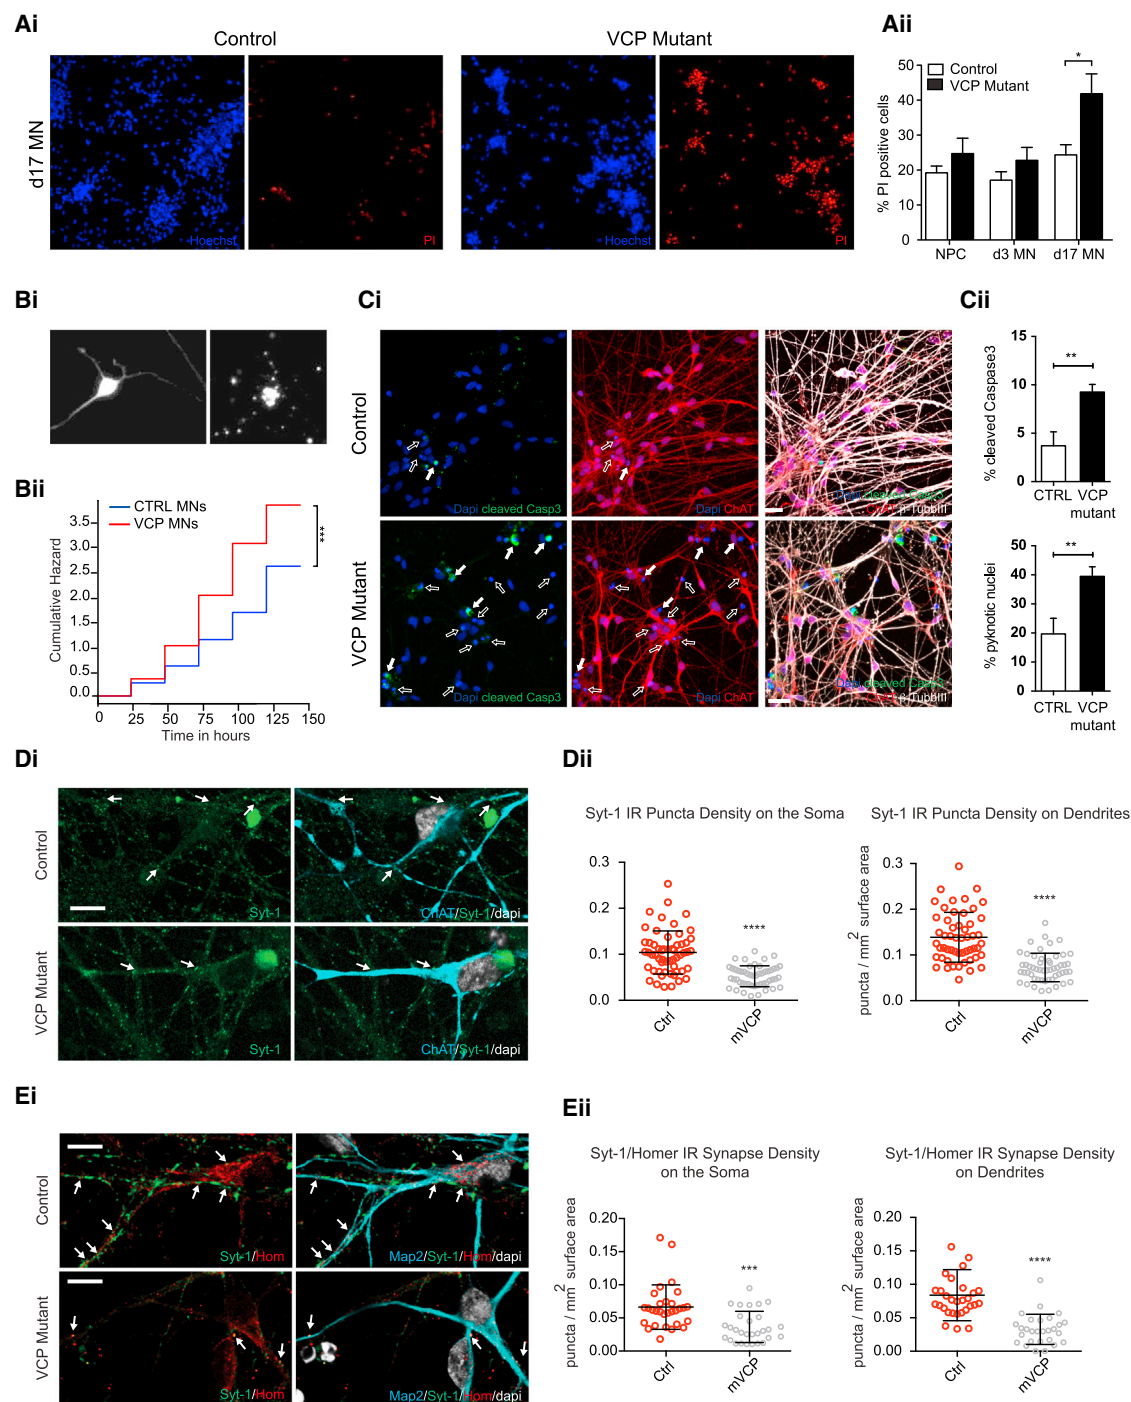 Ai
Control
VCP Mutant
d17 MN
Hoechst
PI
Hoechst
PI
Aii
Control
VCP Mutant
*
% PI positive cells
50
40
30
20
10
0
NPC
d3 MN
d17 MN
Bi
Bii
CTRL MNs
VCP MNs
***
Cumulative Hazard
3.5
3.0
2.5
2.0
1.5
1.0
0.5
0.0
0
25
50
75
100
125
150
Time in hours
Ci
Control
Dapi cleaved Casp3
Dapi ChAT
Dapi cleaved Casp3
ChAT β-TubbIII
VCP Mutant
Dapi cleaved Casp3
Dapi ChAT
Dapi cleaved Casp3
ChAT β-TubbIII
Cii
% cleaved Caspase3
15
10
5
0
**
CTRL
VCP
mutant
% pyknotic nuclei
50
40
30
20
10
0
**
CTRL
VCP
mutant
Di
Control
Syt-1
ChAT/Syt-1/dapi
VCP Mutant
Syt-1
ChAT/Syt-1/dapi
Dii
Syt-1 IR Puncta Density on the Soma
0.3
0.2
0.1
0.0
****
Ctrl
mVCP
Syt-1 IR Puncta Density on Dendrites
puncta / mm2 surface area
0.3
0.2
0.1
0.0
****
Ctrl
mVCP
Ei
Control
Syt-1/Hom
Map2/Syt-1/Hom/dapi
VCP Mutant
Syt-1/Hom
Map2/Syt-1/Hom/dapi
Eii
Syt-1/Homer IR Synapse Density
on the Soma
puncta / mm2 surface area
0.20
0.15
0.10
0.05
0.00
***
Ctrl
mVCP
Syt-1/Homer IR Synapse Density
on Dendrites
puncta / mm2 surface area
0.20
0.15
0.10
0.05
0.00
****
Ctrl
mVCP